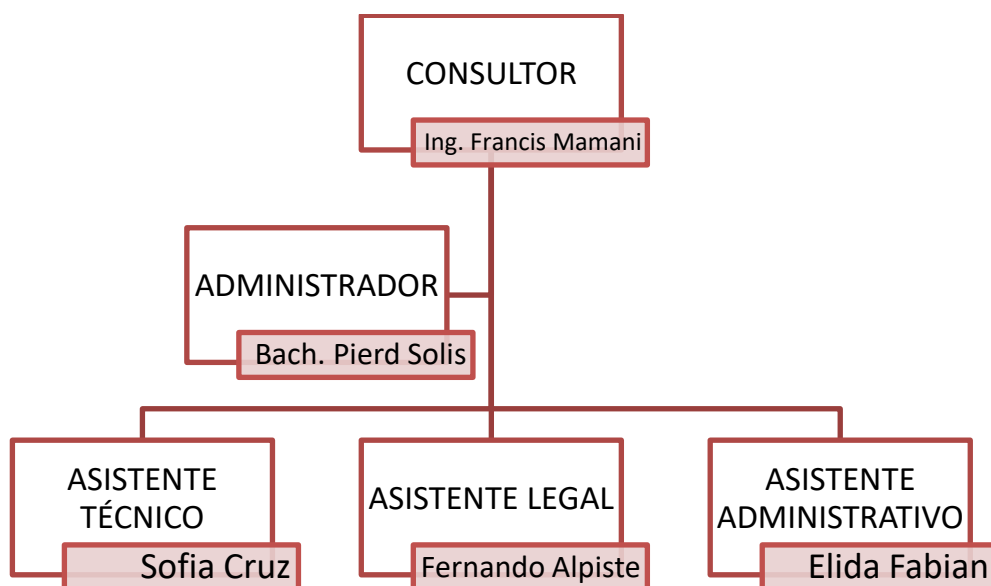 CONSULTOR
Ing. Francis Mamani
ADMINISTRADOR
Bach. Pierd Solis
ASISTENTE
TÉCNICO
Sofia Cruz
ASISTENTE LEGAL
Fernando Alpiste
ASISTENTE
ADMINISTRATIVO
Elida Fabian